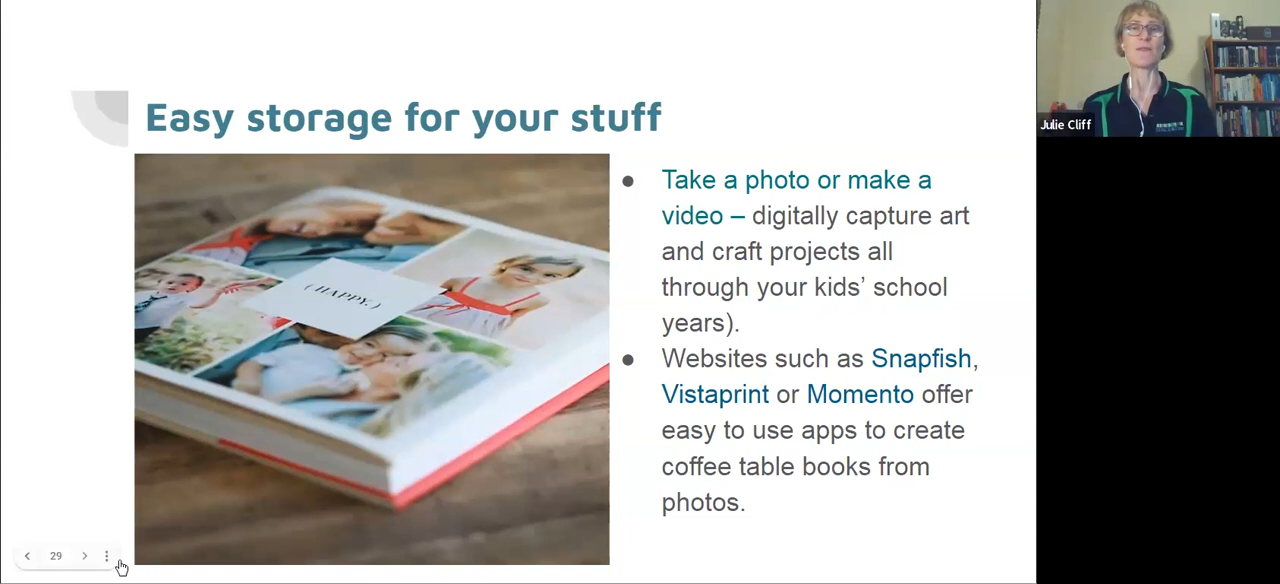 Easy storage for your stuff
(HAPPY.)
● Take a photo or make a
video – digitally capture art
and craft projects all
through your kids’ school
years).
● Websites such as Snapfish,
Vistaprint or Momento offer
easy to use apps to create
coffee table books from
photos.
29
Julie Cliff